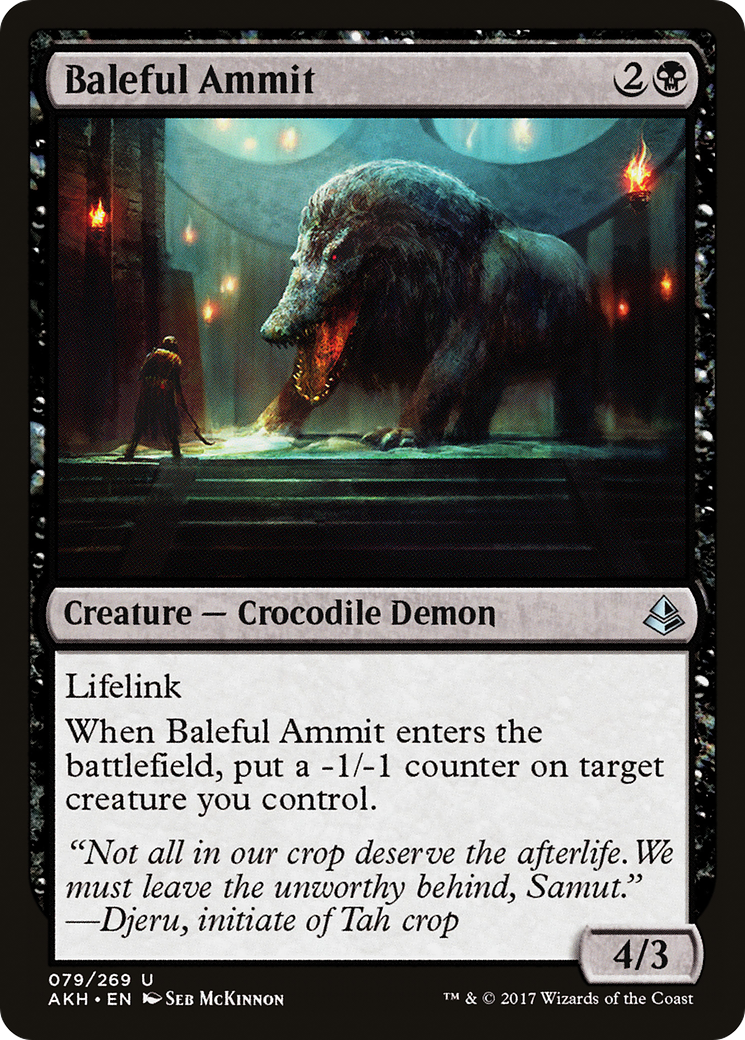 Baleful Ammit 2
Creature — Crocodile Demon
Lifelink
When Baleful Ammit enters the
battlefield, put a -1/-1 counter on target
creature you control.
“Not all in our crop deserve the afterlife. We
must leave the unworthy behind, Samut.”
—Djeru, initiate of Tah crop
4/3
079/269 U
AKH • EN Seb McKinnon
™ & © 2017 Wizards of the Coast